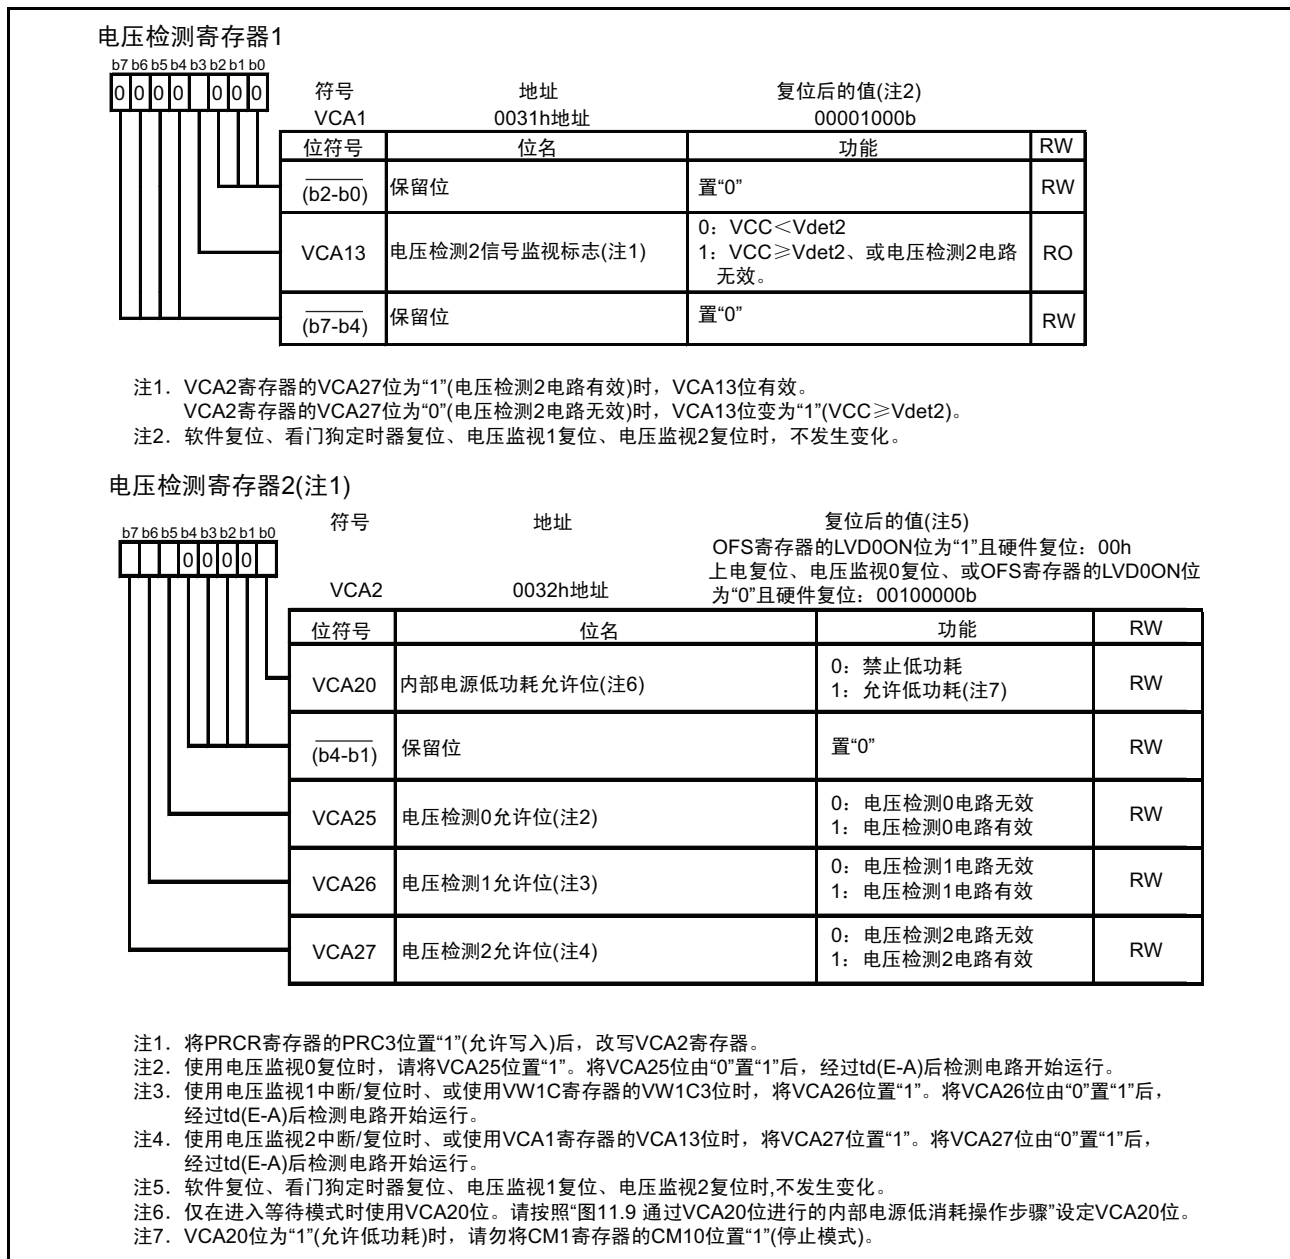 电压检测寄存器1
b7 b6 b5 b4 b3 b2 b1 b0
0 0 0 0 0 0 0
符号 地址 复位后的值(注2)
VCA1 0031h地址 00001000b
位符号 位名 功能 RW
(b2-b0) 保留位 置“0” RW
VCA13 电压检测2信号监视标志(注1) 0：VCC＜Vdet2
1：VCC≥Vdet2、或电压检测2电路
无效。 RO
(b7-b4) 保留位 置“0” RW
注1. VCA2寄存器的VCA27位为“1”(电压检测2电路有效)时，VCA13位有效。
VCA2寄存器的VCA27位为“0”(电压检测2电路无效)时，VCA13位变为“1”(VCC≥Vdet2)。
注2. 软件复位、看门狗定时器复位、电压监视1复位、电压监视2复位时，不发生变化。
电压检测寄存器2(注1)
b7 b6 b5 b4 b3 b2 b1 b0
0 0 0 0
符号 地址 复位后的值(注5)
OFS寄存器的LVD0ON位为“1”且硬件复位：00h
上电复位、电压监视0复位、或OFS寄存器的LVD0ON位
VCA2 0032h地址 为“0”且硬件复位：00100000b
位符号 位名 功能 RW
VCA20 内部电源低功耗允许位(注6) 0：禁止低功耗
1：允许低功耗(注7) RW
(b4-b1) 保留位 置“0” RW
VCA25 电压检测0允许位(注2) 0：电压检测0电路无效
1：电压检测0电路有效 RW
VCA26 电压检测1允许位(注3) 0：电压检测1电路无效
1：电压检测1电路有效 RW
VCA27 电压检测2允许位(注4) 0：电压检测2电路无效
1：电压检测2电路有效 RW
注1. 将PRCR寄存器的PRC3位置“1”(允许写入)后，改写VCA2寄存器。
注2. 使用电压监视0复位时，请将VCA25位置“1”。将VCA25位由“0”置“1”后，经过td(E-A)后检测电路开始运行。
注3. 使用电压监视1中断/复位时、或使用VW1C寄存器的VW1C3位时，将VCA26位置“1”。将VCA26位由“0”置“1”后，
经过td(E-A)后检测电路开始运行。
注4. 使用电压监视2中断/复位时、或使用VCA1寄存器的VCA13位时，将VCA27位置“1”。将VCA27位由“0”置“1”后，
经过td(E-A)后检测电路开始运行。
注5. 软件复位、看门狗定时器复位、电压监视1复位、电压监视2复位时,不发生变化。
注6. 仅在进入等待模式时使用VCA20位。请按照“图11.9 通过VCA20位进行的内部电源低消耗操作步骤”设定VCA20位。
注7. VCA20位为“1”(允许低功耗)时，请勿将CM1寄存器的CM10位置“1”(停止模式)。